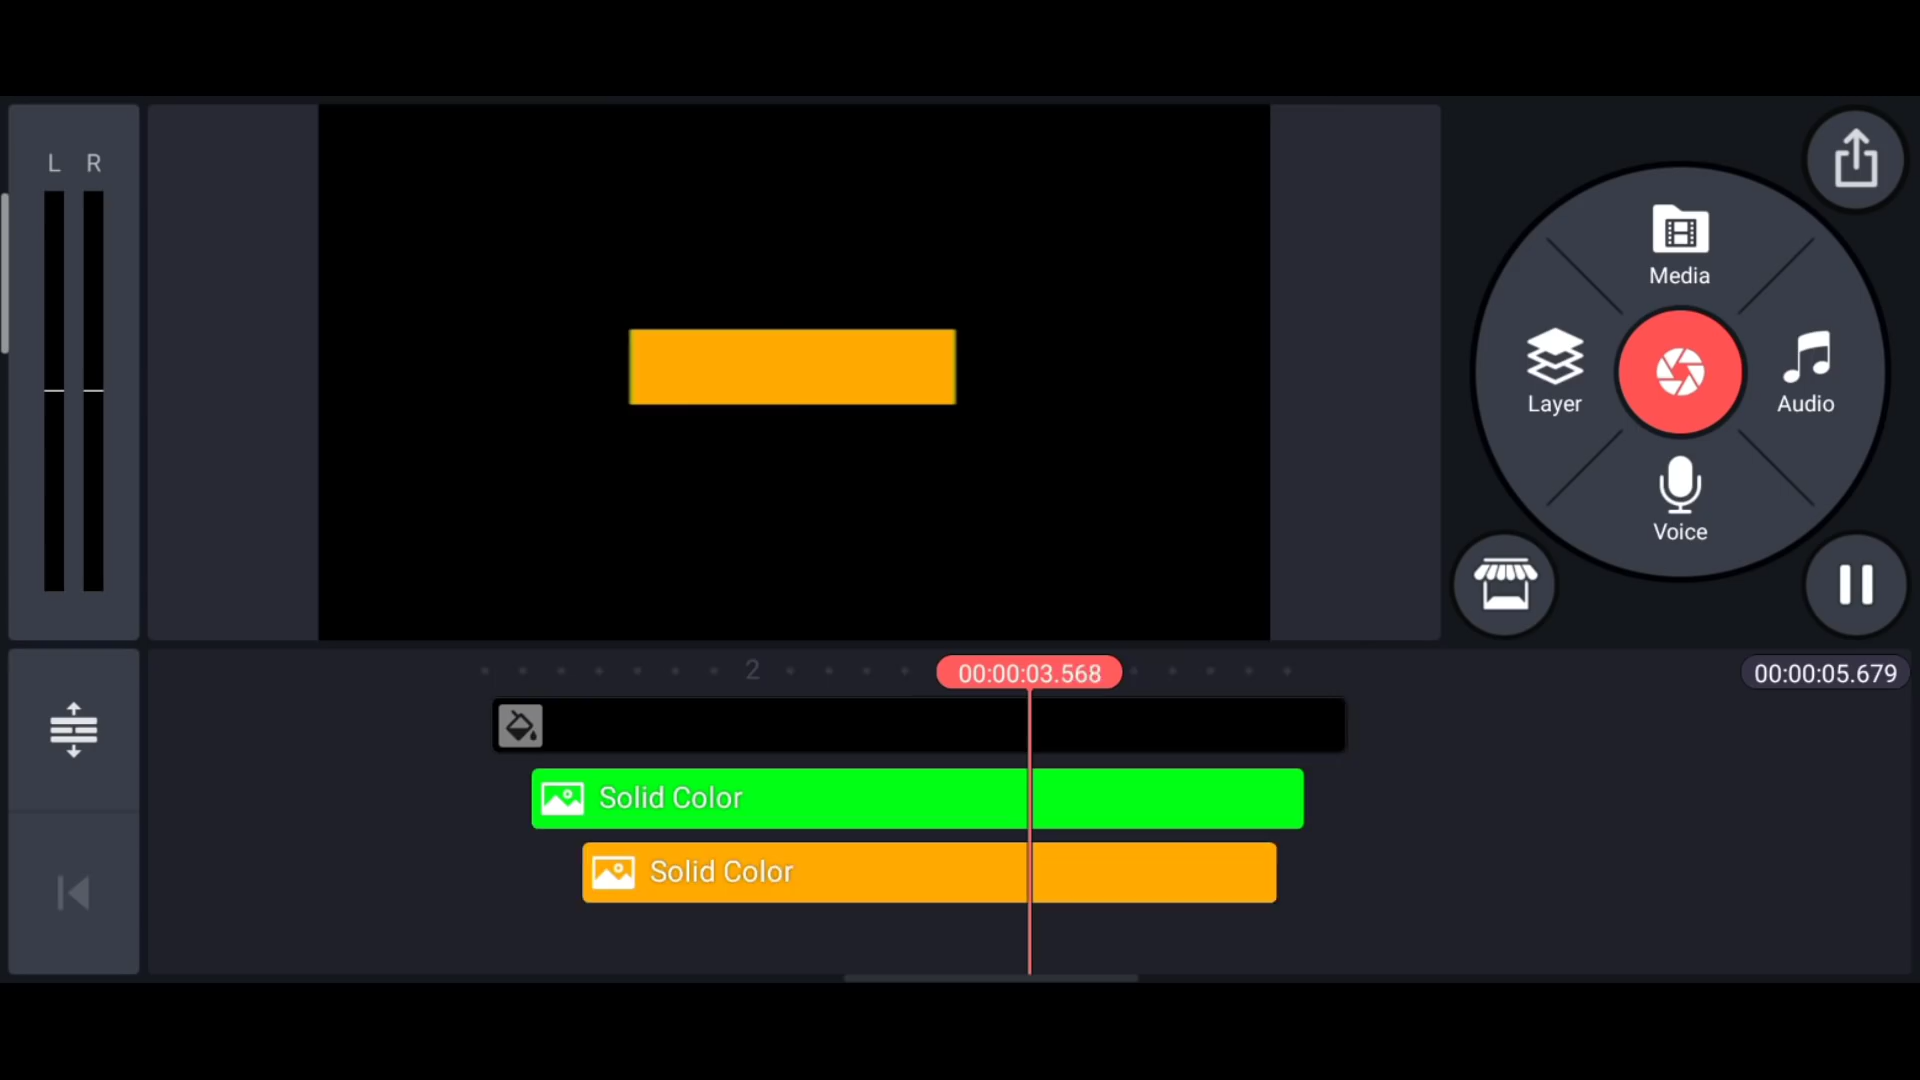 L R
Media
Layer
Audio
Voice
2
00:00:03.568
00:00:05.679
Solid Color
Solid Color